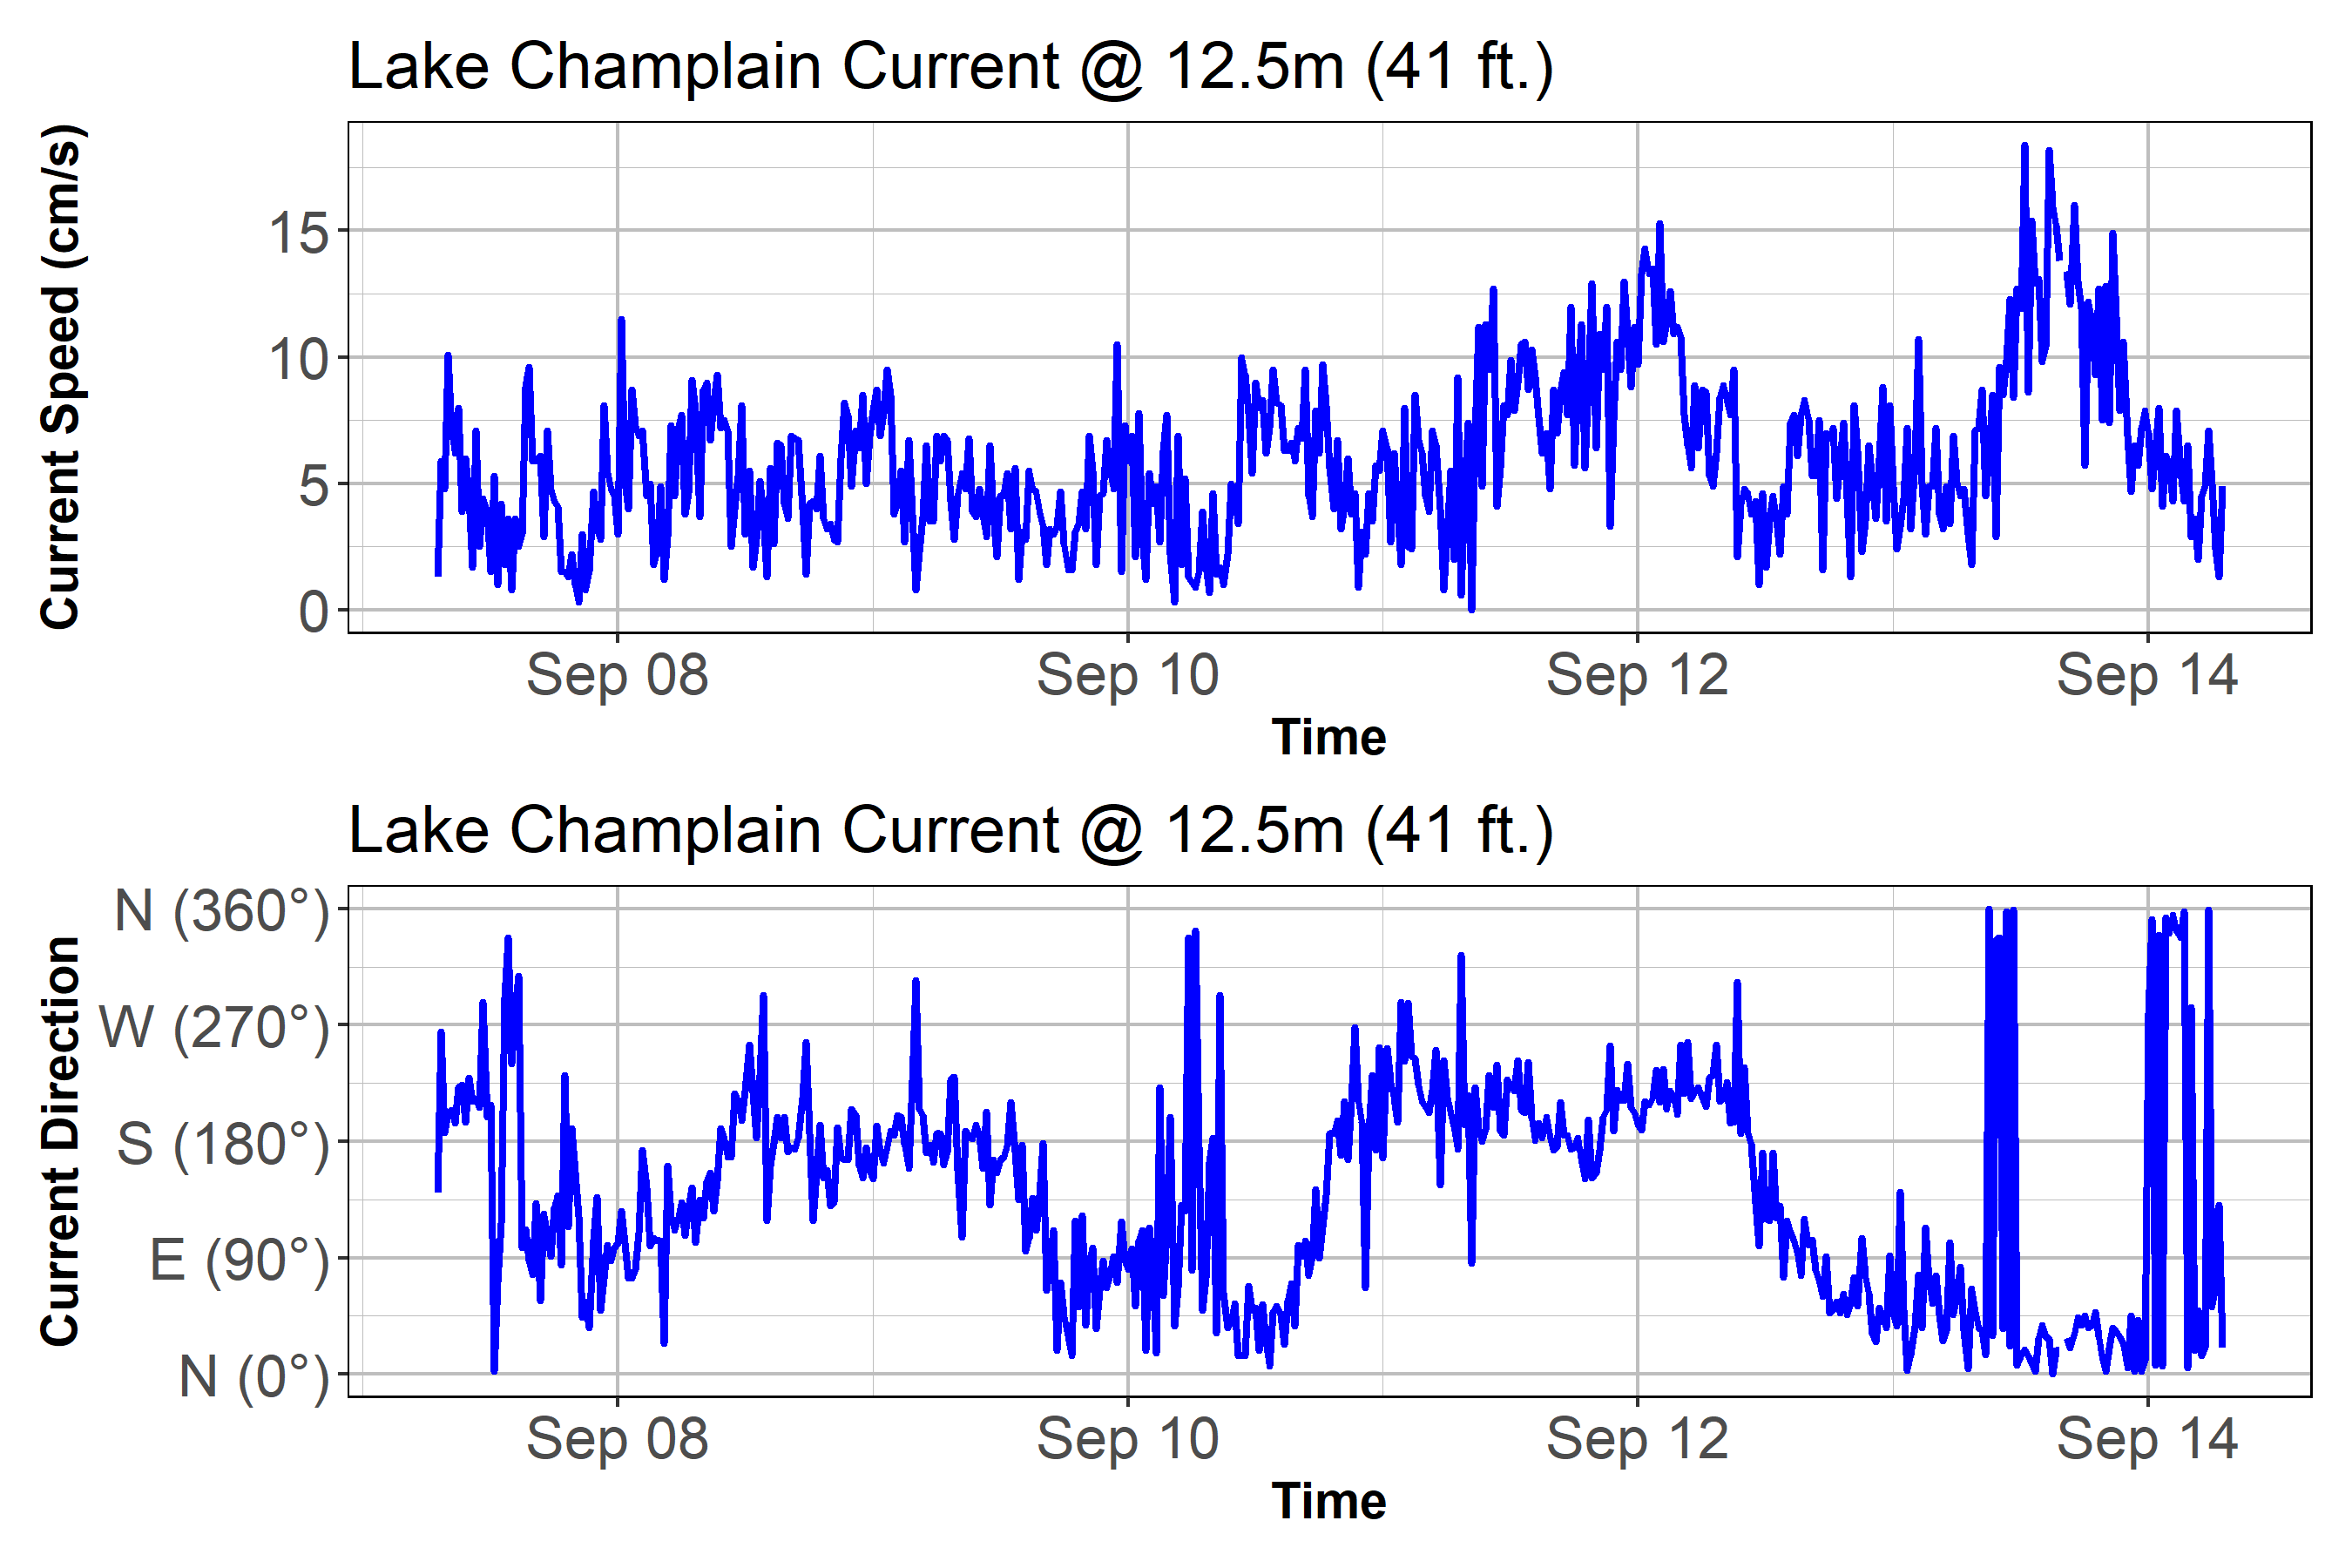 Lake Champlain Current @ 12.5m (41 ft.)
Current Speed (cm/s)
15
10
5
0
Sep 08 Sep 10 Sep 12 Sep 14
Time
Lake Champlain Current @ 12.5m (41 ft.)
Current Direction
N (360°)
W (270°)
S (180°)
E (90°)
N (0°)
Sep 08 Sep 10 Sep 12 Sep 14
Time